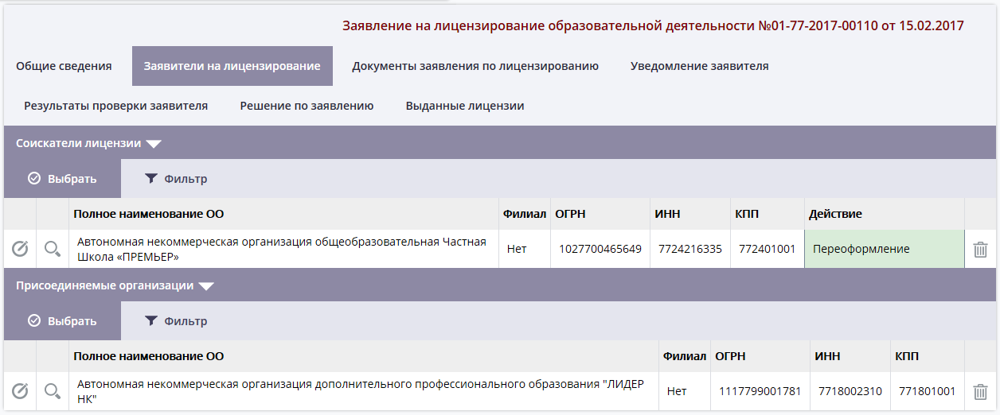 Заявление на лицензирование образовательной деятельности №01-77-2017-00110 от 15.02.2017
Общие сведения Заявители на лицензирование Документы заявления по лицензированию Уведомление заявителя
Результаты проверки заявителя Решение по заявлению Выданные лицензии
Соискатели лицензии
Выбрать Фильтр
Полное наименование ОО Филиал ОГРН ИНН КПП Действие
Автономная некоммерческая организация общеобразовательная Частная
Школа «ПРЕМЬЕР» Нет 1027700465649 7724216335 772401001 Переоформление
Присоединяемые организации
Выбрать Фильтр
Полное наименование ОО Филиал ОГРН ИНН КПП
Автономная некоммерческая организация дополнительного профессионального образования "ЛИДЕР
НК" Нет 1117799001781 7718002310 771801001